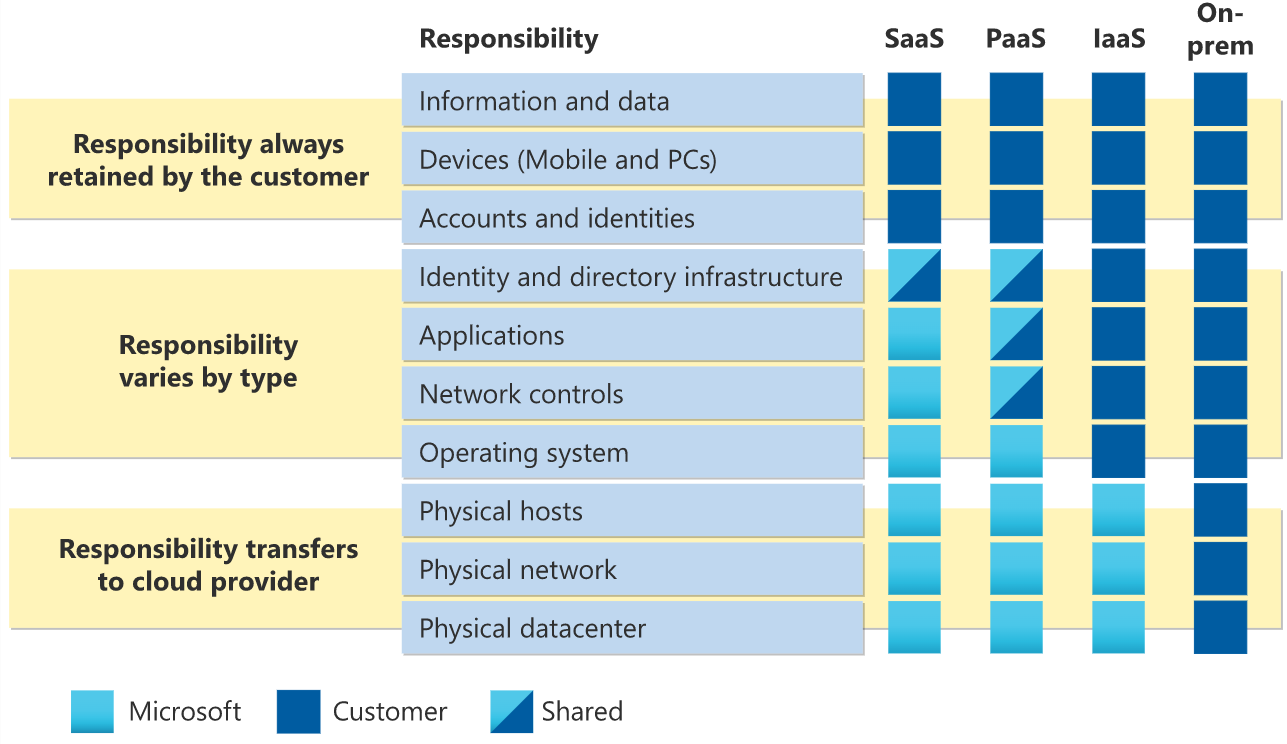 Responsibility
SaaS
PaaS
IaaS
On-
prem
Responsibility always
retained by the customer
Information and data
Devices (Mobile and PCs)
Accounts and identities
Responsibility
varies by type
Identity and directory infrastructure
Applications
Network controls
Operating system
Responsibility transfers
to cloud provider
Physical hosts
Physical network
Physical datacenter
Microsoft
Customer
Shared